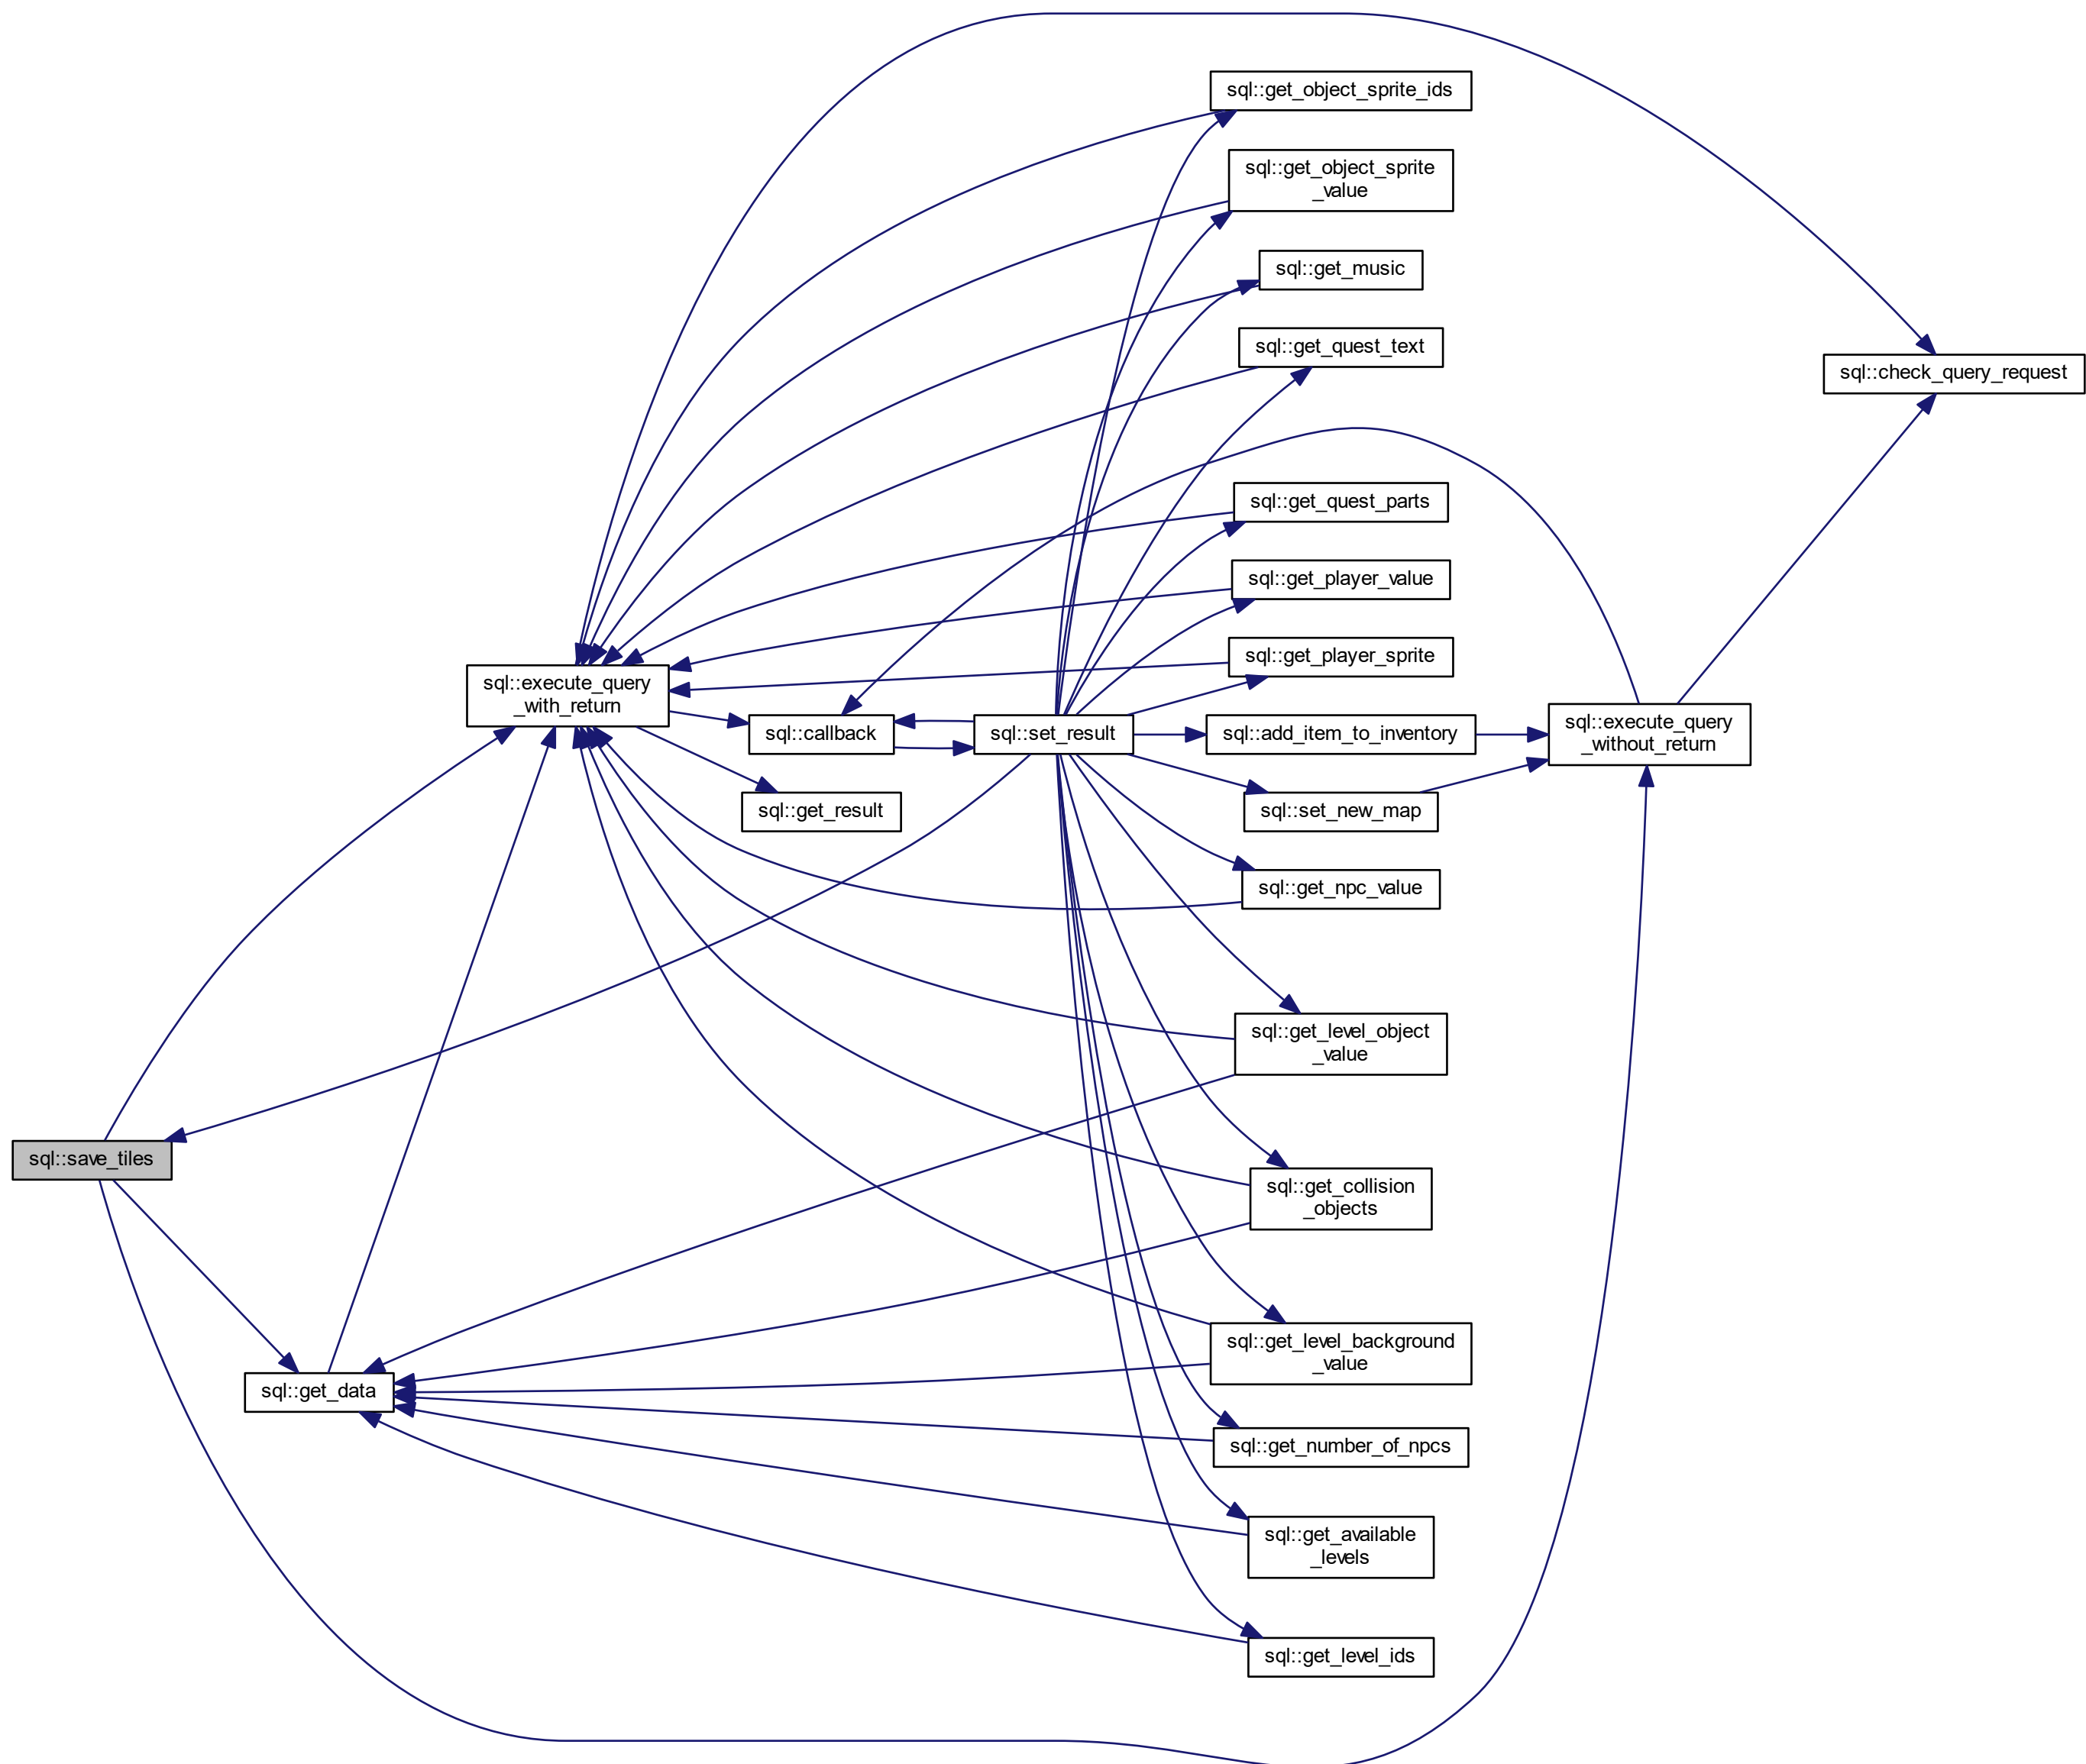 sql::get_object_sprite_ids
sql::get_object_sprite
_value
sql::get_music
sql::get_quest_text
sql::check_query_request
sql::get_quest_parts
sql::get_player_value
sql::get_player_sprite
sql::execute_query
_with_return
sql::callback
sql::set_result
sql::add_item_to_inventory
sql::execute_query
_without_return
sql::get_result
sql::set_new_map
sql::get_npc_value
sql::get_level_object
_value
sql::save_tiles
sql::get_collision
_objects
sql::get_level_background
_value
sql::get_data
sql::get_number_of_npcs
sql::get_available
_levels
sql::get_level_ids